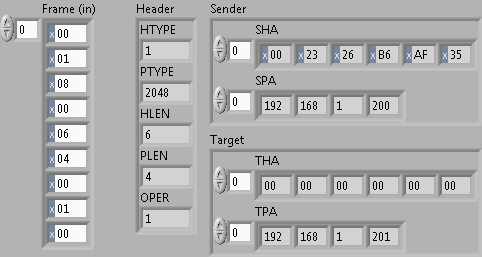 Frame (in)
0
x 00
x 01
x 08
x 00
x 06
x 04
x 00
x 01
x 00
Header
HTYPE
1
PTYPE
2048
HLEN
6
PLEN
4
OPER
1
Sender
SHA
0 x 00 x 23 x 26 x B6 x AF x 35
SPA
0 192 168 1 200
Target
THA
0 00 00 00 00 00 00
TPA
0 192 168 1 201